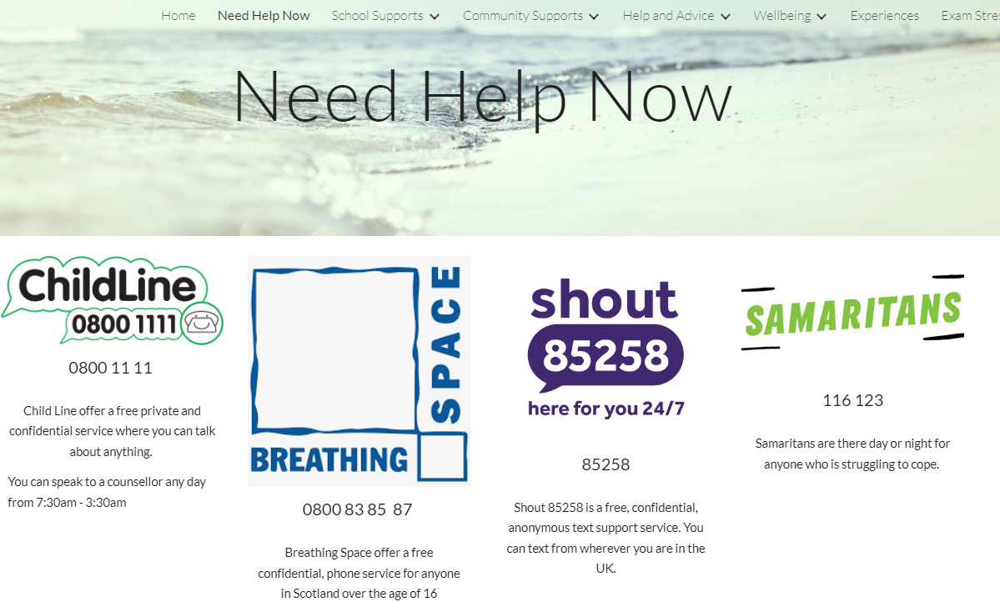 Home Need Help Now School Supports Community Supports Help and Advice Wellbeing Experiences Exam Stres
Need Help Now
ChildLine
0800 1111
0800 11 11
Child Line offer a free private and
confidential service where you can talk
about anything.
You can speak to a counsellor any day
from 7:30am - 3:30am
SPACE
BREATHING
0800 83 85 87
Breathing Space offer a free
confidential, phone service for anyone
in Scotland over the age of 16
shout
85258
here for you 24/7
85258
Shout 85258 is a free, confidential,
anonymous text support service. You
can text from wherever you are in the
UK.
SAMARITANS
116 123
Samaritans are there day or night for
anyone who is struggling to cope.